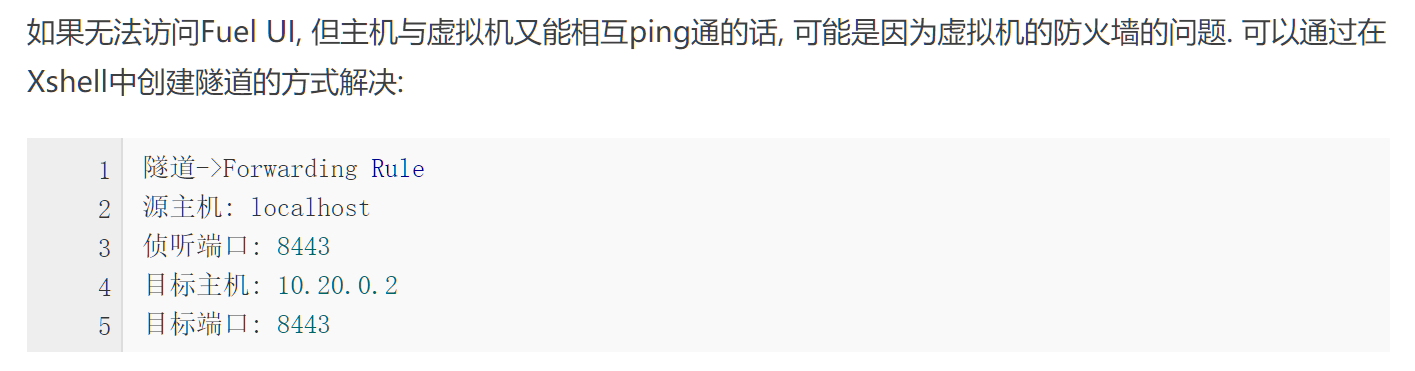 如果无法访问Fuel UI, 但主机与虚拟机又能相互ping通的话, 可能是因为虚拟机的防火墙的问题. 可以通过在
Xshell中创建隧道的方式解决:
1 隧道->Forwarding Rule
2 源主机: localhost
3 侦听端口: 8443
4 目标主机: 10.20.0.2
5 目标端口: 8443